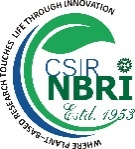 WHERE PLANT-BASED RESEARCH TOUCHES LIFE THROUGH INNOVATION
CSIR
NBRI
Estd. 1953